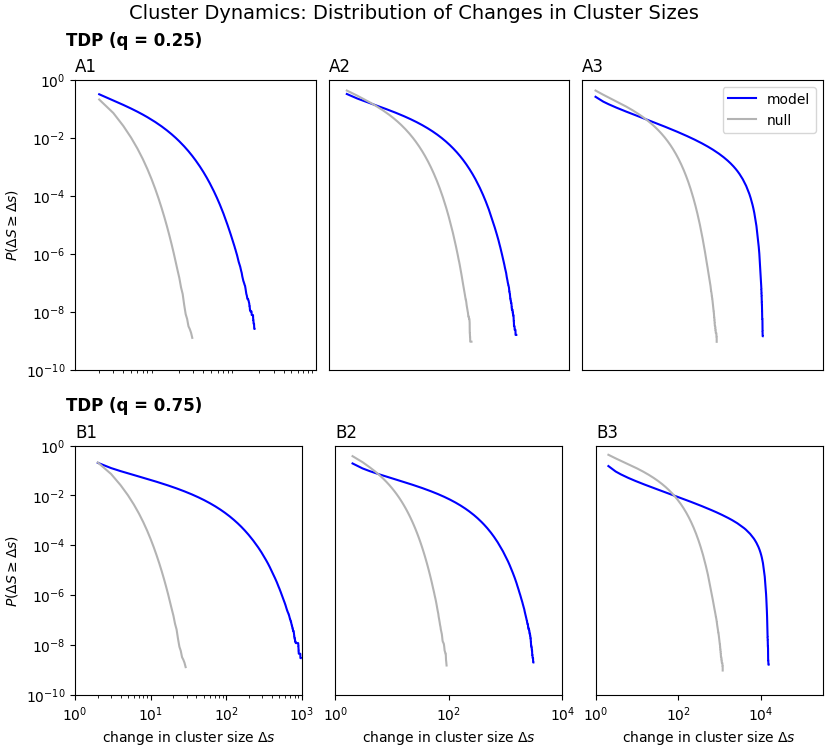 Cluster Dynamics: Distribution of Changes in Cluster Sizes
TDP (q = 0.25)
A1
A2
A3
10^0
10^−2
10^−4
10^−6
10^−8
10^−10
P(ΔS ≥ Δs)
model
null
TDP (q = 0.75)
B1
B2
B3
10^0
10^−2
10^−4
10^−6
10^−8
10^−10
P(ΔS ≥ Δs)
10^0 10^1 10^2 10^3
10^0 10^2 10^4
10^0 10^2 10^4
change in cluster size Δs
change in cluster size Δs
change in cluster size Δs